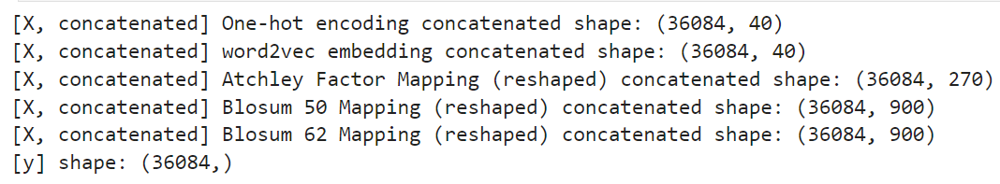 [X, concatenated] One-hot encoding concatenated shape: (36084, 40)
[X, concatenated] word2vec embedding concatenated shape: (36084, 40)
[X, concatenated] Atchley Factor Mapping (reshaped) concatenated shape: (36084, 270)
[X, concatenated] Blosum 50 Mapping (reshaped) concatenated shape: (36084, 900)
[X, concatenated] Blosum 62 Mapping (reshaped) concatenated shape: (36084, 900)
[y] shape: (36084,)